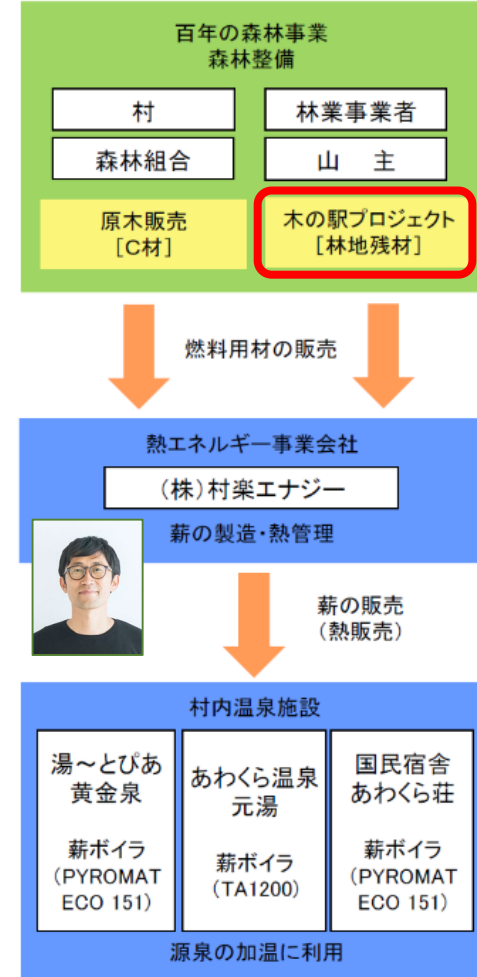 百年の森林事業
森林整備
村
林業事業者
森林組合
山　主
原木販売
[C材]
木の駅プロジェクト
[林地残材]
燃料用材の販売
熱エネルギー事業会社
(株)村楽エナジー
薪の製造・熱管理
薪の販売
(熱販売)
村内温泉施設
湯～とぴあ
黄金泉
薪ボイラ
(PYROMAT
ECO 151)
あわくら温泉
元湯
薪ボイラ
(TA1200)
国民宿舎
あわくら荘
薪ボイラ
(PYROMAT
ECO 151)
源泉の加温に利用